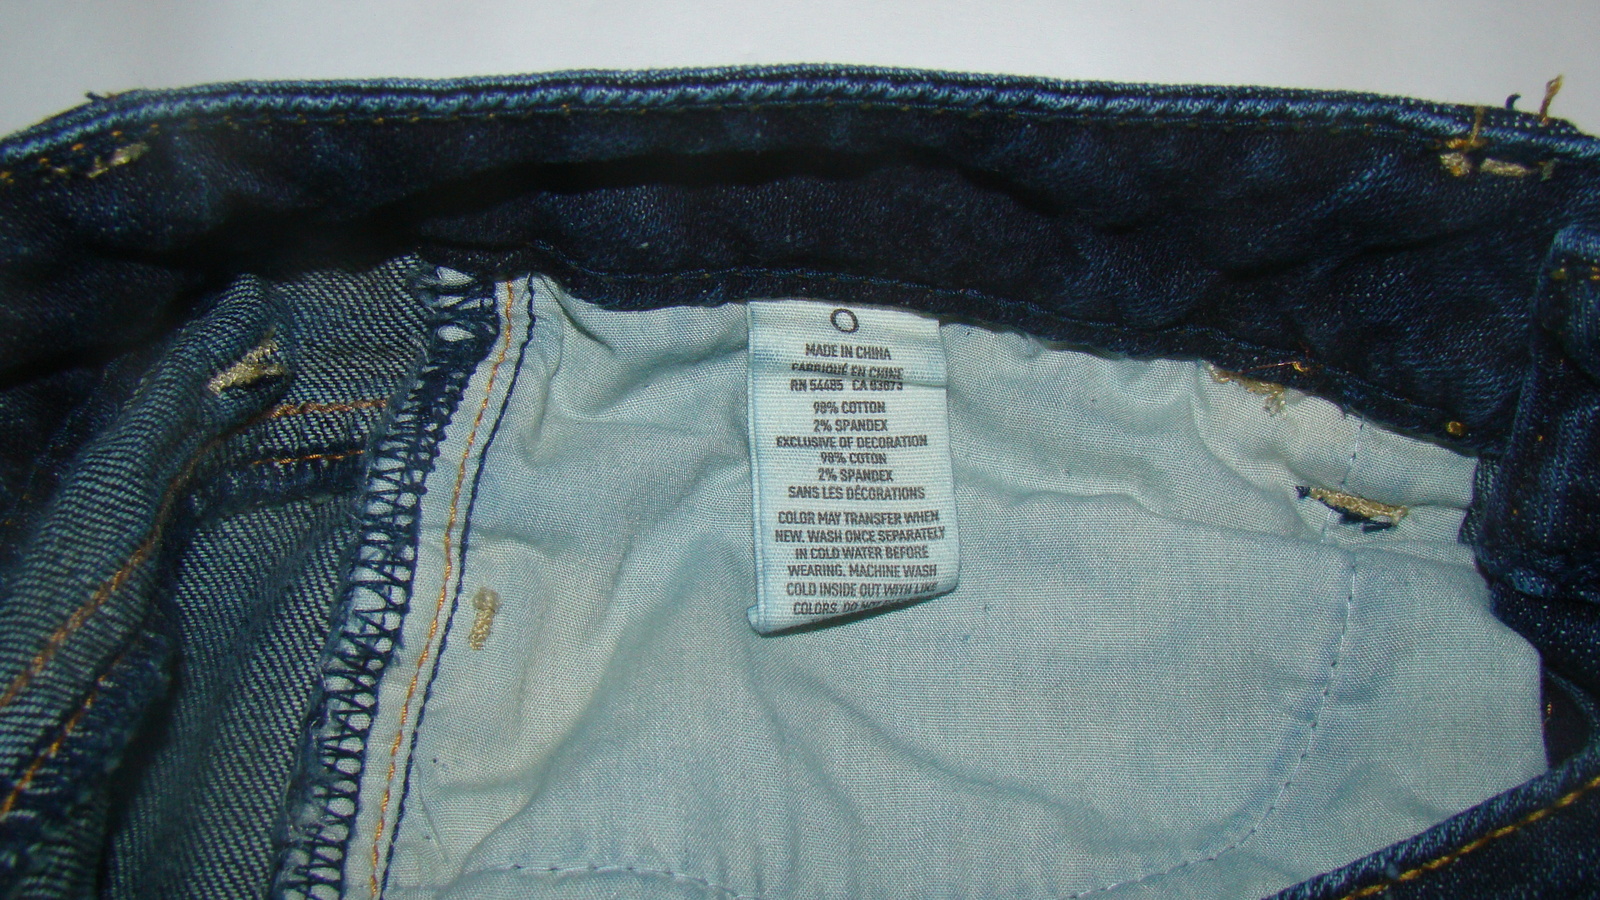 O
MADE IN CHINA
FABRIQUÉ EN CHINE
RN 54485 CA 03673
98% COTTON
2% SPANDEX
EXCLUSIVE OF DECORATION
98% COTON
2% SPANDEX
SANS LES DÉCORATIONS
COLOR MAY TRANSFER WHEN
NEW. WASH ONCE SEPARATELY
IN COLD WATER BEFORE
WEARING. MACHINE WASH
COLD INSIDE OUT WITH LIKE
COLORS. DO NOT